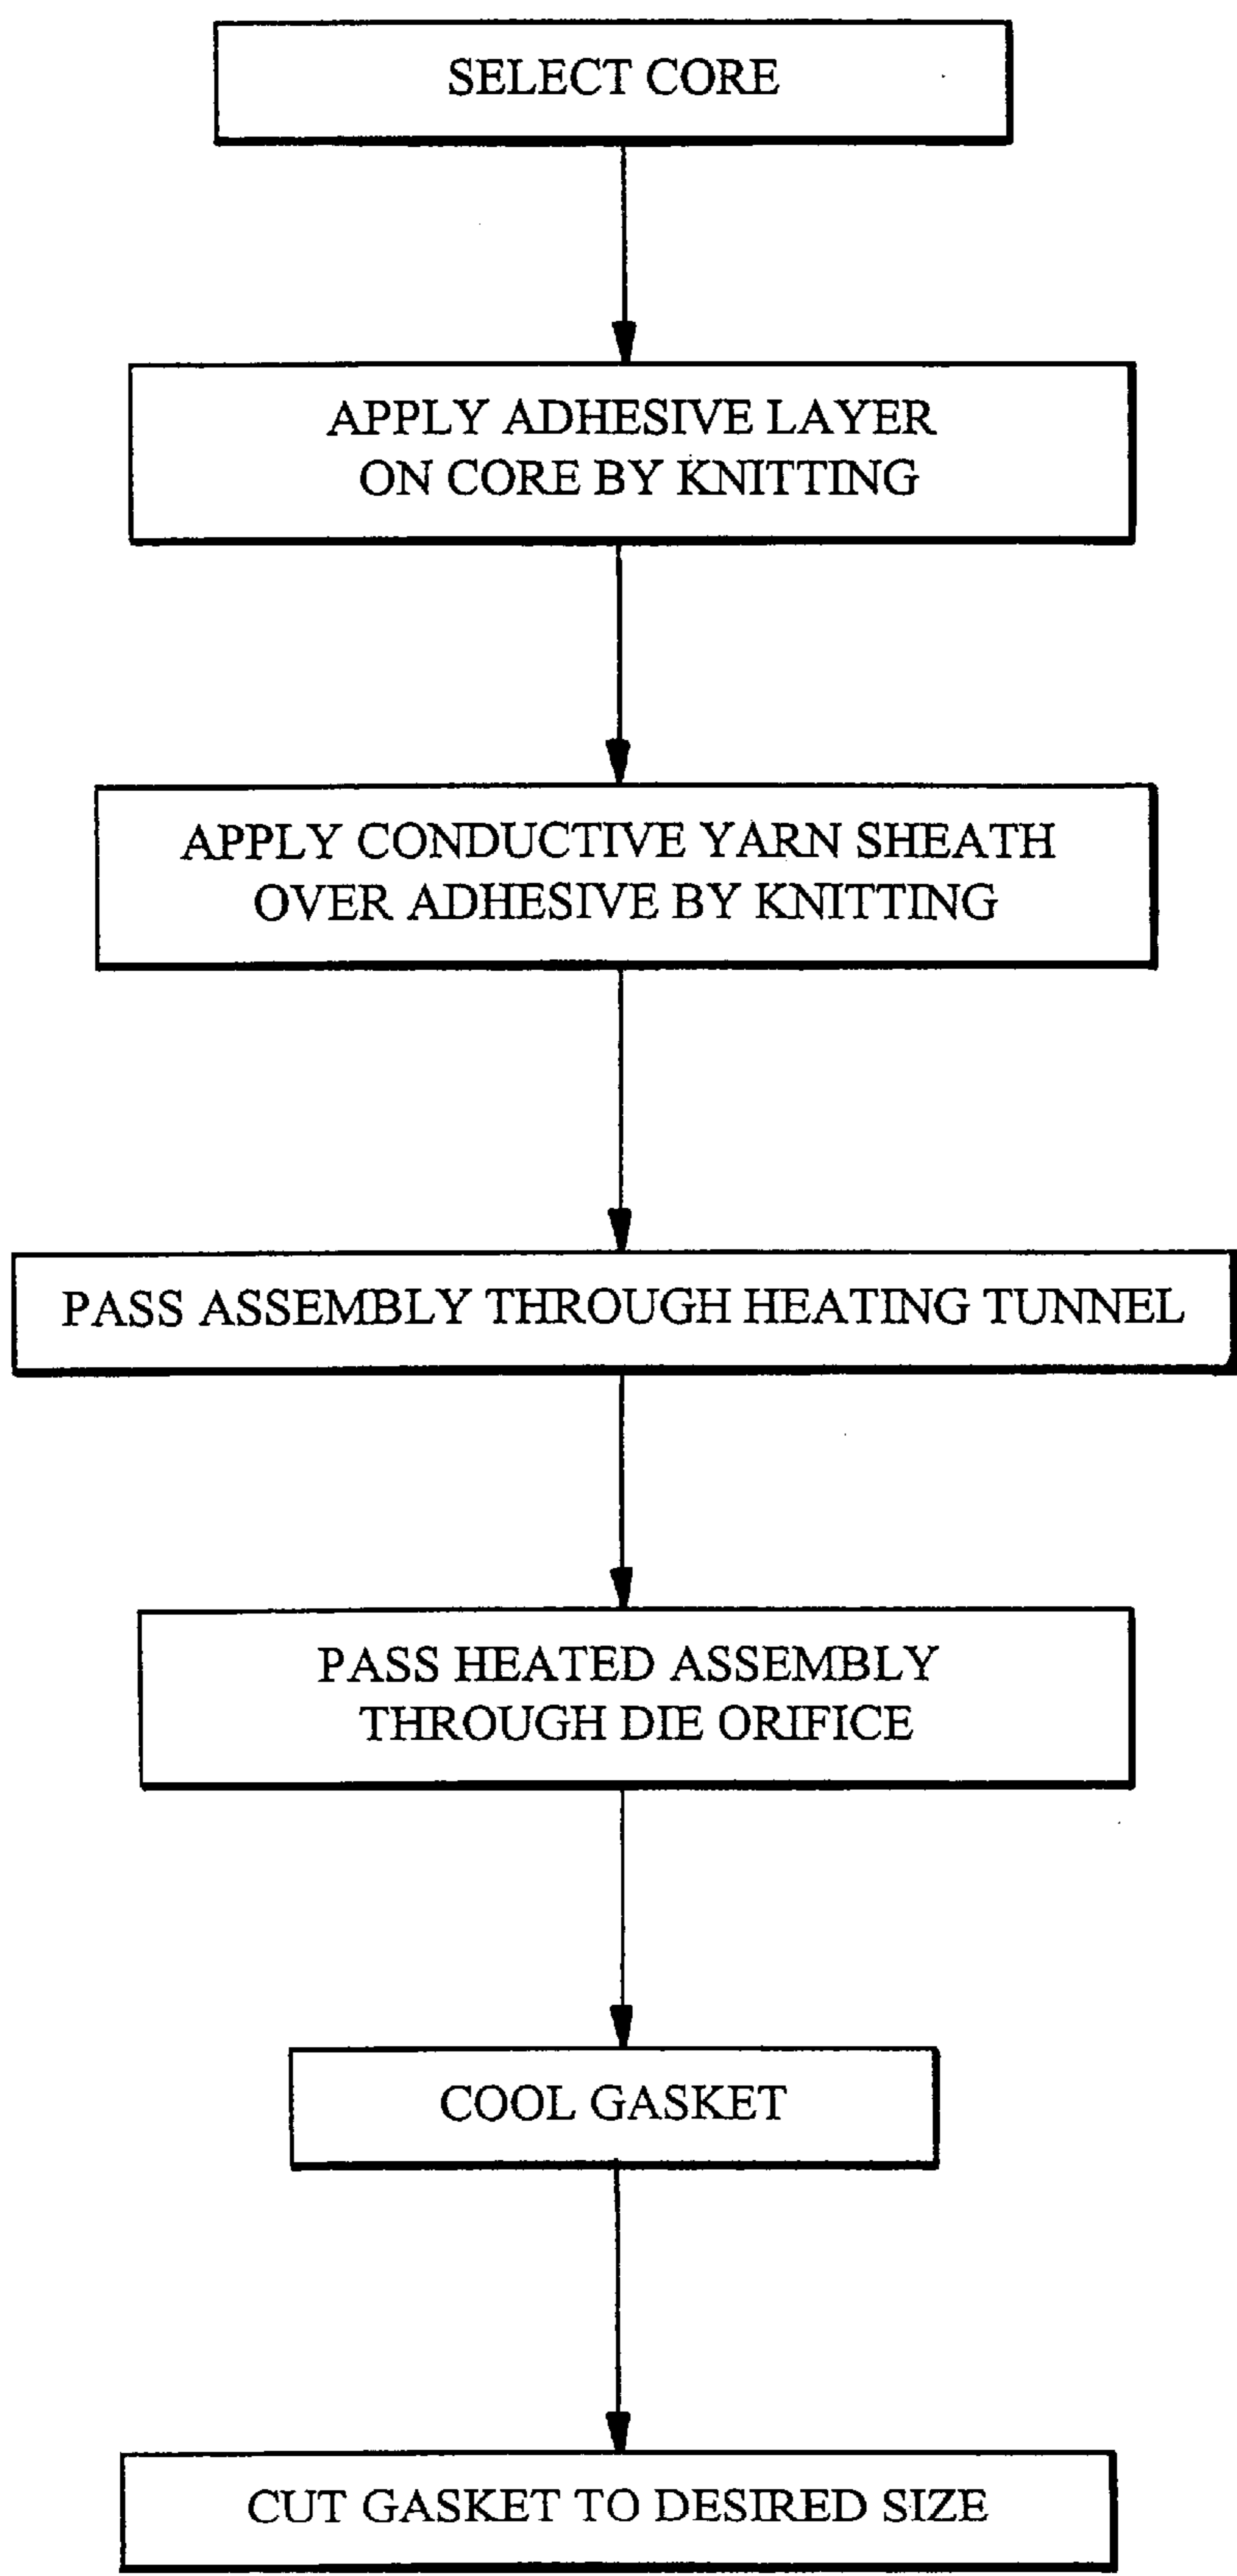 SELECT CORE
APPLY ADHESIVE LAYER
ON CORE BY KNITTING
APPLY CONDUCTIVE YARN SHEATH
OVER ADHESIVE BY KNITTING
PASS ASSEMBLY THROUGH HEATING TUNNEL
PASS HEATED ASSEMBLY
THROUGH DIE ORIFICE
COOL GASKET
CUT GASKET TO DESIRED SIZE